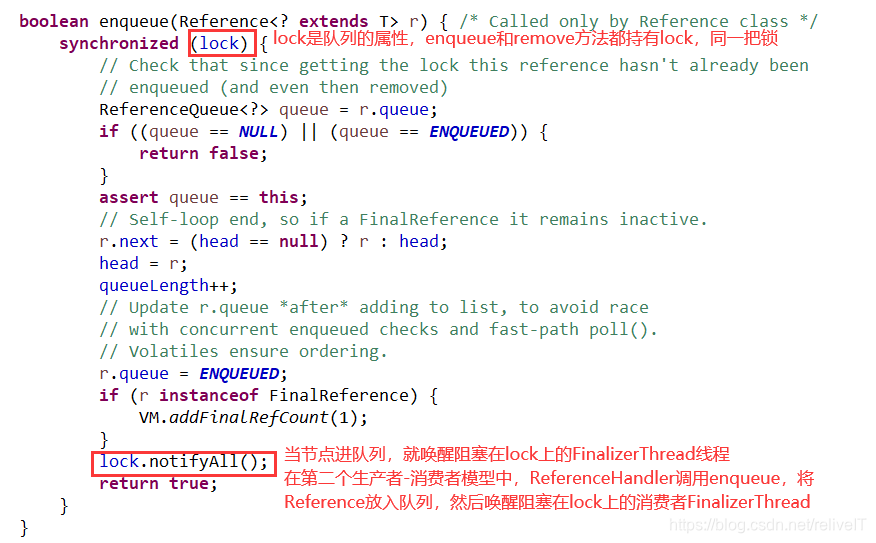 boolean enqueue(Reference<? extends T> r) { /* Called only by Reference class */
synchronized (lock) { lock是队列的属性，enqueue和remove方法都持有lock，同一把锁
// Check that since getting the lock this reference hasn't already been
// enqueued (and even then removed)
ReferenceQueue<?> queue = r.queue;
if ((queue == NULL) || (queue == ENQUEUED)) {
return false;
}
assert queue == this;
// Self-loop end, so if a FinalReference it remains inactive.
r.next = (head == null) ? r : head;
head = r;
queueLength++;
// Update r.queue *after* adding to list, to avoid race
// with concurrent enqueued checks and fast-path poll().
// Volatiles ensure ordering.
r.queue = ENQUEUED;
if (r instanceof FinalReference) {
VM.addFinalRefCount(1);
}
lock.notifyAll(); 当节点进队列，就唤醒阻塞在lock上的FinalizerThread线程
在第二个生产者-消费者模型中，ReferenceHandler调用enqueue，将
return true; Reference放入队列，然后唤醒阻塞在lock上的消费者FinalizerThread
}
}
https://blog.csdn.net/reliveIT